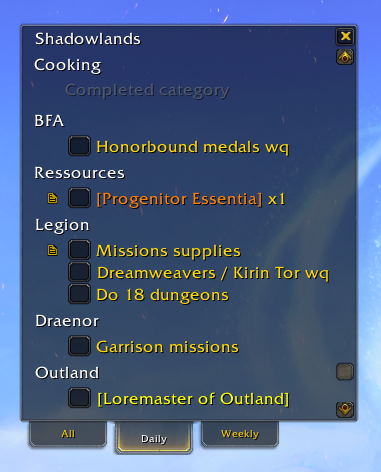 Shadowlands
Cooking
Completed category
BFA
Honorbound medals wq
Ressources
[Progenitor Essentia] x1
Legion
Missions supplies
Dreamweavers / Kirin Tor wq
Do 18 dungeons
Draenor
Garrison missions
Outland
[Loremaster of Outland]
All
Daily
Weekly